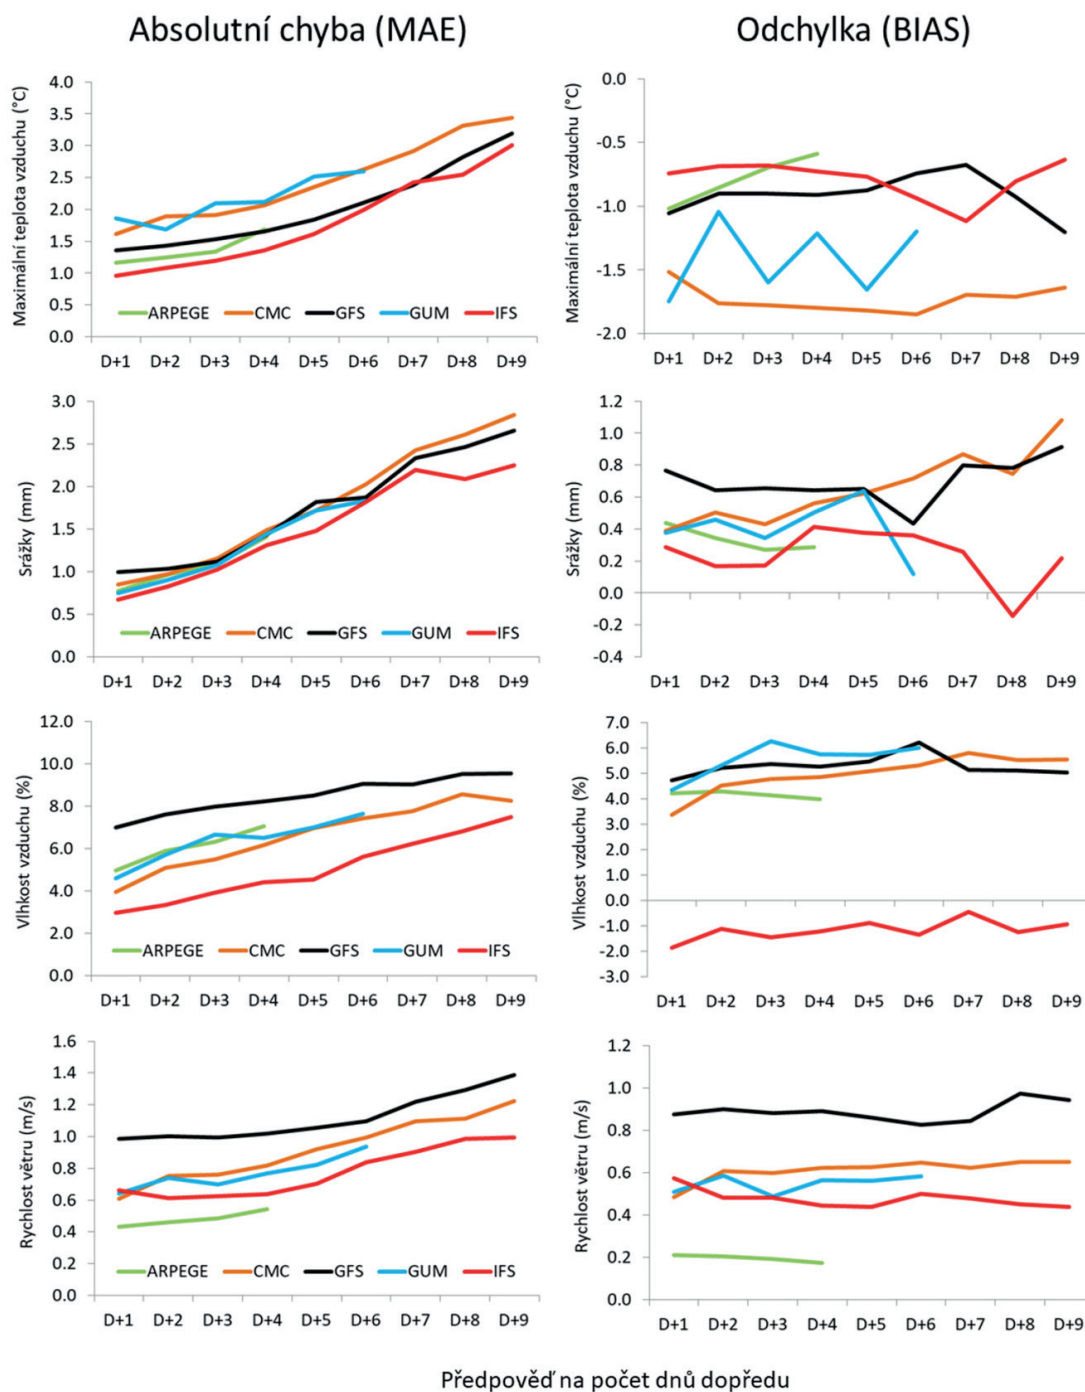 Absolutní chyba (MAE)
Odchylka (BIAS)
Maximální teplota vzduchu (°C)
4.0
3.5
3.0
2.5
2.0
1.5
1.0
0.5
0.0
ARPEGE CMC GFS GUM IFS
D+1 D+2 D+3 D+4 D+5 D+6 D+7 D+8 D+9
Maximální teplota vzduchu (°C)
0.0
-0.5
-1.0
-1.5
-2.0
D+1 D+2 D+3 D+4 D+5 D+6 D+7 D+8 D+9
Srážky (mm)
3.0
2.5
2.0
1.5
1.0
0.5
0.0
ARPEGE CMC GFS GUM IFS
D+1 D+2 D+3 D+4 D+5 D+6 D+7 D+8 D+9
Srážky (mm)
1.2
1.0
0.8
0.6
0.4
0.2
0.0
-0.2
-0.4
D+1 D+2 D+3 D+4 D+5 D+6 D+7 D+8 D+9
Vlhkost vzduchu (%)
12.0
10.0
8.0
6.0
4.0
2.0
0.0
ARPEGE CMC GFS GUM IFS
D+1 D+2 D+3 D+4 D+5 D+6 D+7 D+8 D+9
Vlhkost vzduchu (%)
7.0
6.0
5.0
4.0
3.0
2.0
1.0
0.0
-1.0
-2.0
-3.0
D+1 D+2 D+3 D+4 D+5 D+6 D+7 D+8 D+9
Rychlost větru (m/s)
1.6
1.4
1.2
1.0
0.8
0.6
0.4
0.2
0.0
ARPEGE CMC GFS GUM IFS
D+1 D+2 D+3 D+4 D+5 D+6 D+7 D+8 D+9
Rychlost větru (m/s)
1.2
1.0
0.8
0.6
0.4
0.2
0.0
D+1 D+2 D+3 D+4 D+5 D+6 D+7 D+8 D+9
Předpověď na počet dnů dopředu